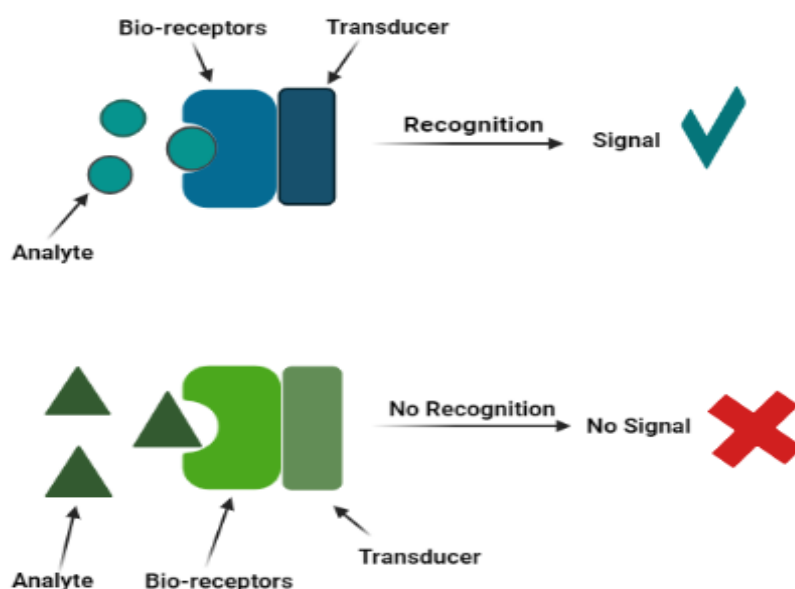 Bio-receptors
Transducer
Recognition
Signal
Analyte
No Recognition
No Signal
Transducer
Analyte
Bio-receptors